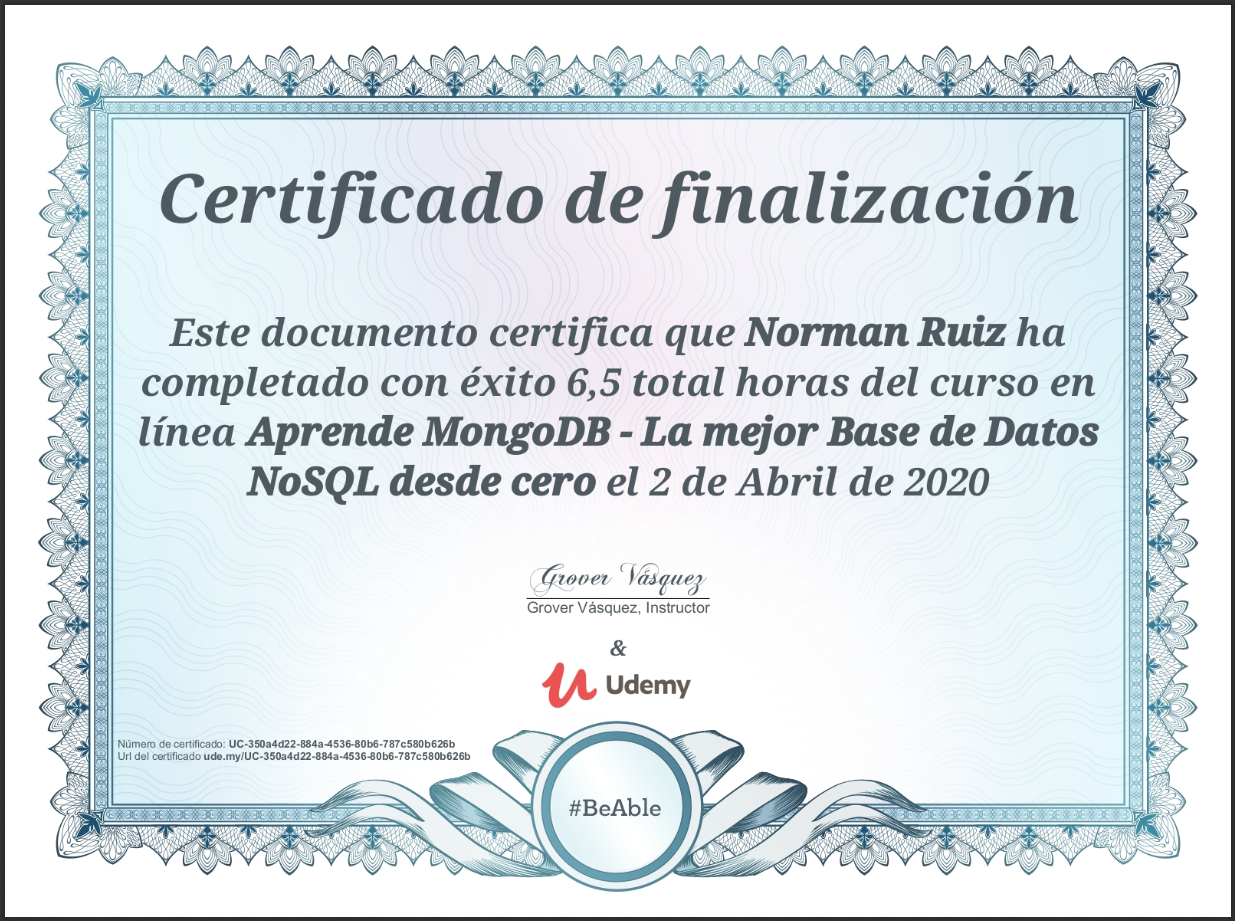 Certificado de finalización
Este documento certifica que Norman Ruiz ha
completado con éxito 6,5 total horas del curso en
línea Aprende MongoDB - La mejor Base de Datos
NoSQL desde cero el 2 de Abril de 2020
Grover Vásquez
Grover Vásquez, Instructor
&
Udemy
Número de certificado: UC-350a4d22-884a-4536-80b6-787c580b626b
Url del certificado ude.my/UC-350a4d22-884a-4536-80b6-787c580b626b
#BeAble